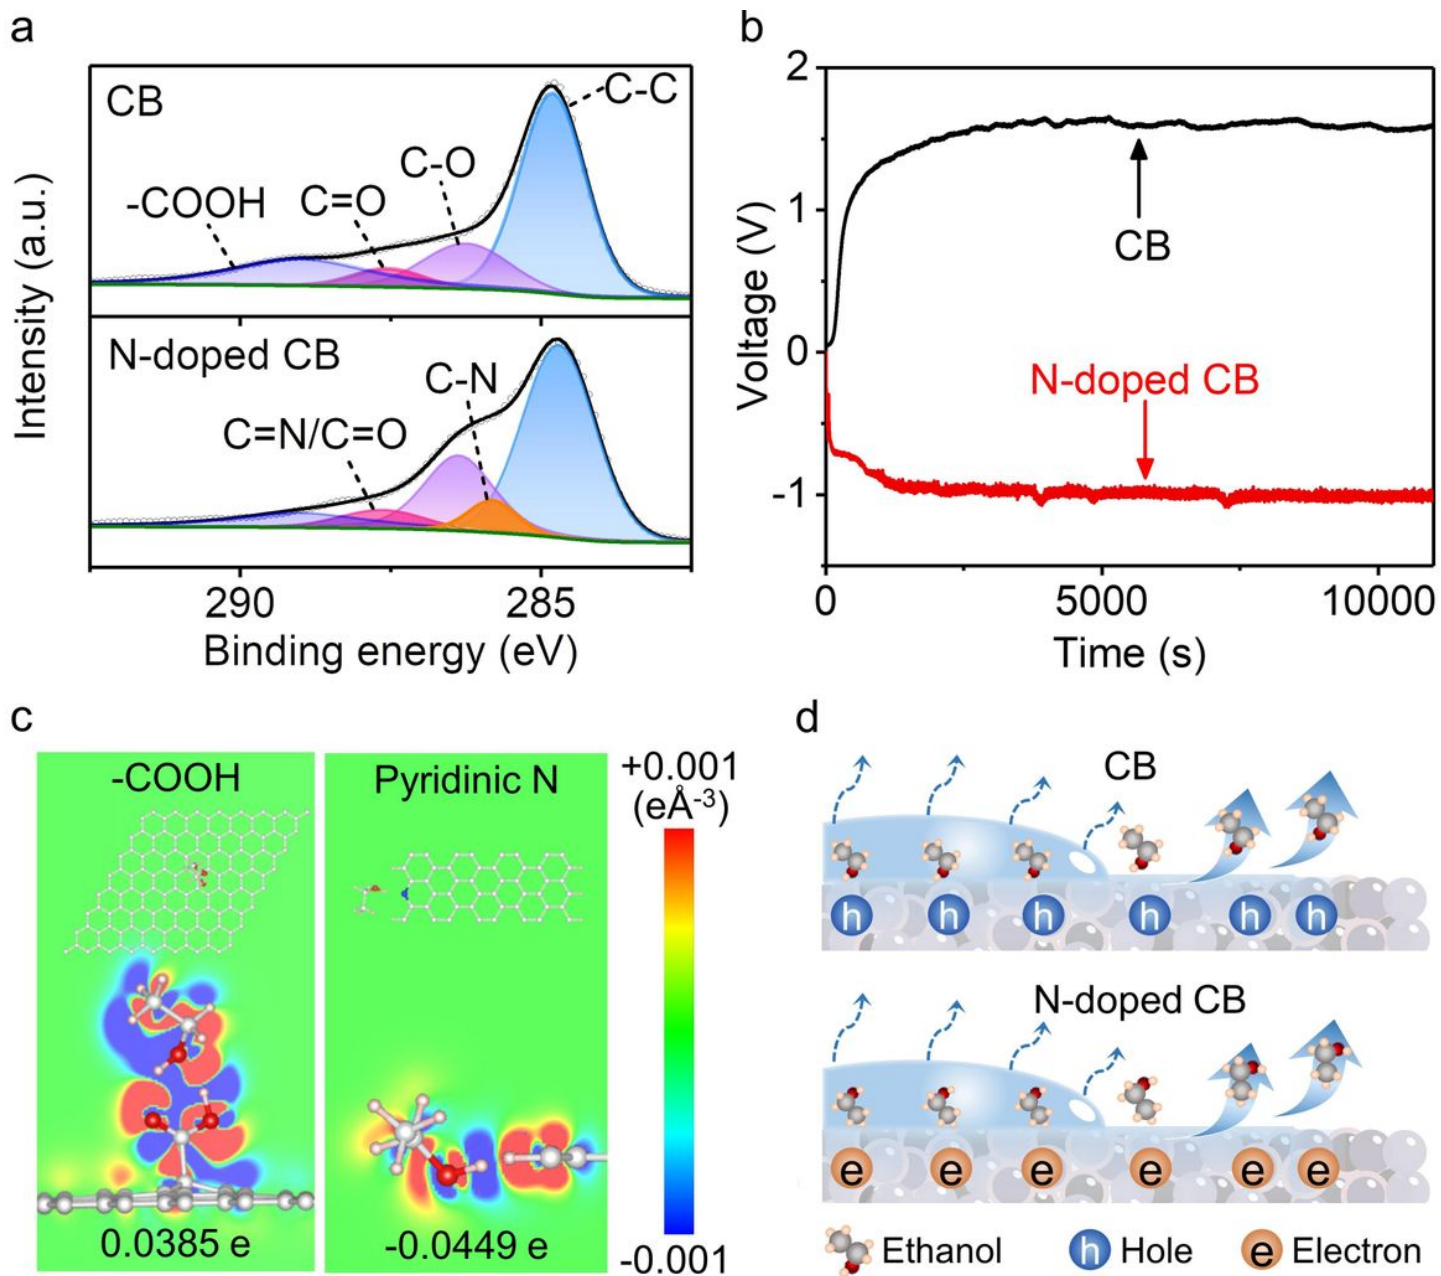 a
CB
C-C
C-O
C=O
-COOH
N-doped CB
C-N
C=N/C=O
Intensity (a.u.)
290 285
Binding energy (eV)
b
2
1
0
-1
Voltage (V)
CB
N-doped CB
0 5000 10000
Time (s)
c
-COOH
Pyridinic N
+0.001
(eÅ-3)
-0.001
0.0385 e
-0.0449 e
d
CB
h h h h h h
N-doped CB
e e e e e e
Ethanol h Hole e Electron